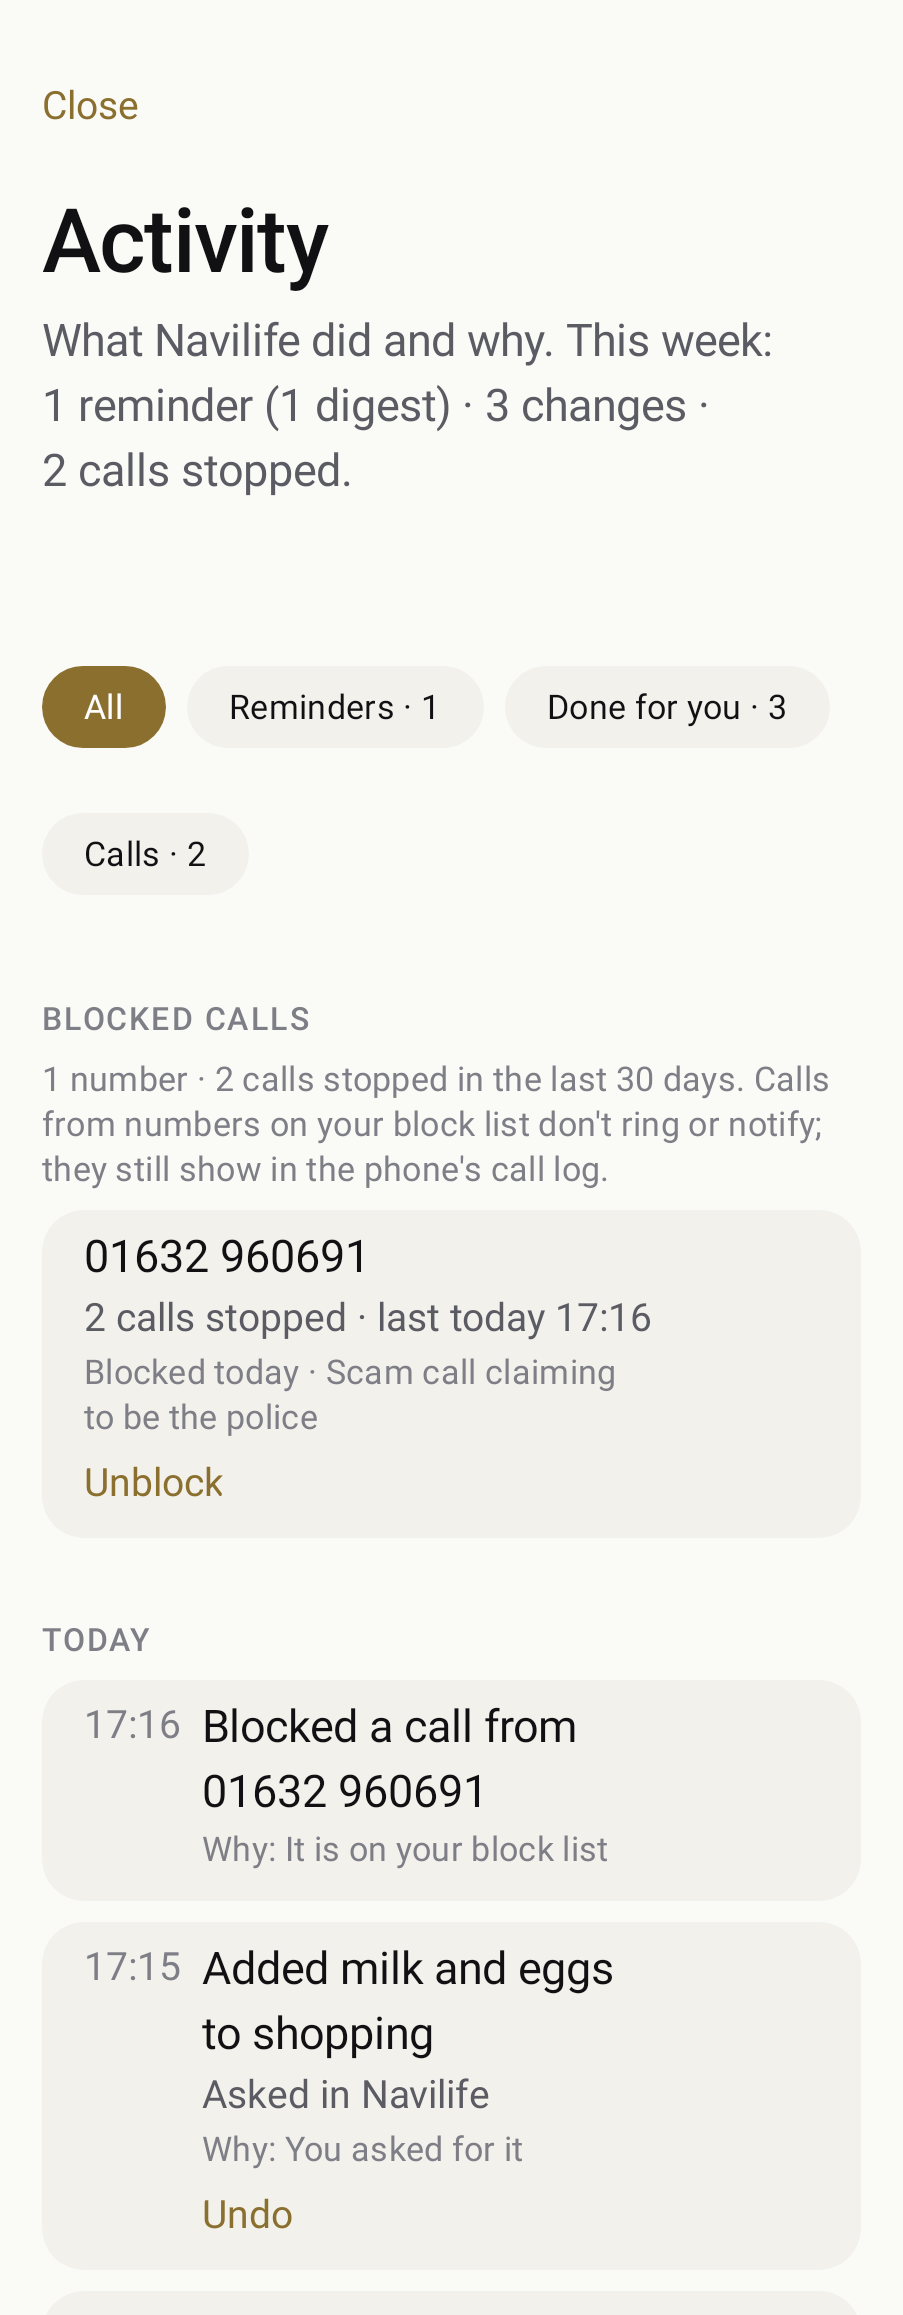 Close
Activity
What Navilife did and why. This week:
1 reminder (1 digest) · 3 changes ·
2 calls stopped.
All
Reminders · 1
Done for you · 3
Calls · 2
BLOCKED CALLS
1 number · 2 calls stopped in the last 30 days. Calls
from numbers on your block list don't ring or notify;
they still show in the phone's call log.
01632 960691
2 calls stopped · last today 17:16
Blocked today · Scam call claiming
to be the police
Unblock
TODAY
17:16 Blocked a call from
01632 960691
Why: It is on your block list
17:15 Added milk and eggs
to shopping
Asked in Navilife
Why: You asked for it
Undo